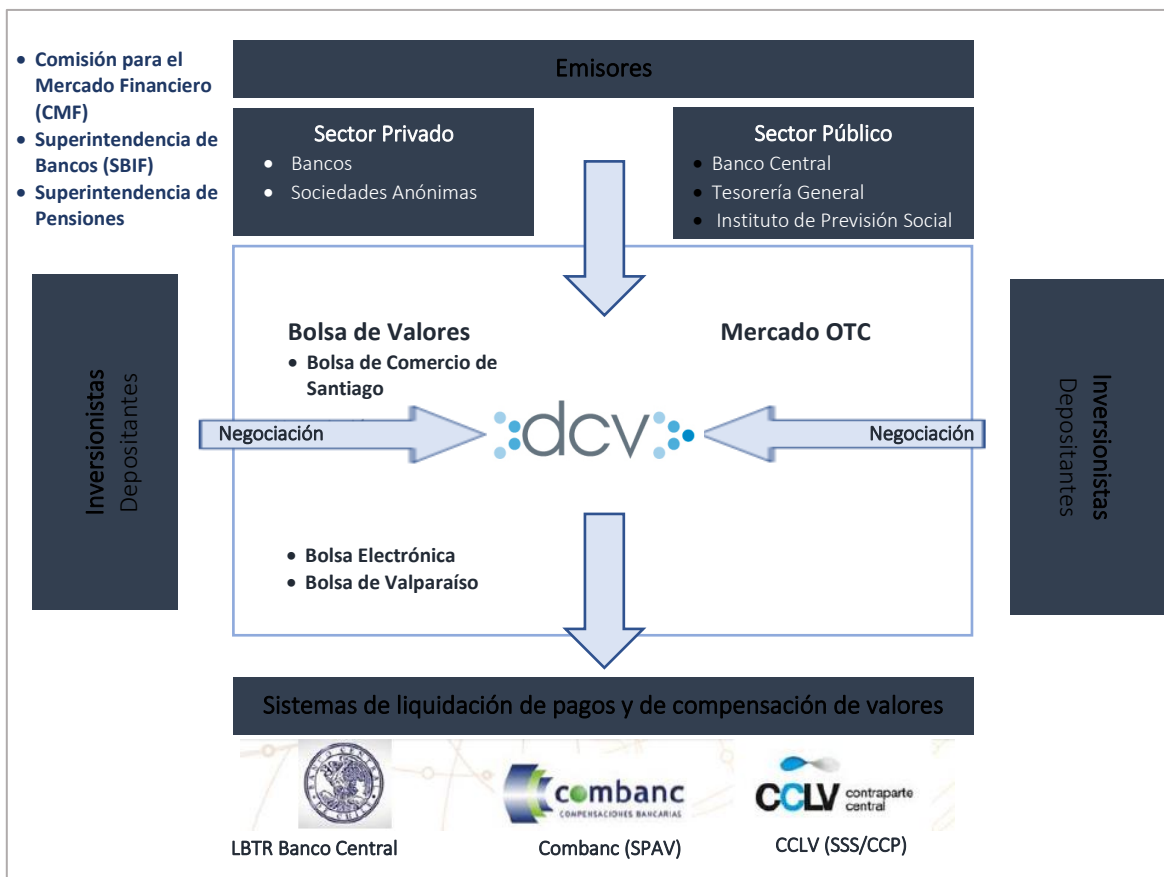 • Comisión para el
Mercado Financiero
(CMF)
• Superintendencia de
Bancos (SBIF)
• Superintendencia de
Pensiones
Emisores
Sector Privado
• Bancos
• Sociedades Anónimas
Sector Público
• Banco Central
• Tesorería General
• Instituto de Previsión Social
Inversionistas
Depositantes
Bolsa de Valores
• Bolsa de Comercio de
Santiago
Mercado OTC
Negociación
dcv
Negociación
• Bolsa Electrónica
• Bolsa de Valparaíso
Inversionistas
Depositantes
Sistemas de liquidación de pagos y de compensación de valores
combanc
COMPENSACIONES BANCARIAS
CCLV contraparte
central
LBTR Banco Central
Combanc (SPAV)
CCLV (SSS/CCP)